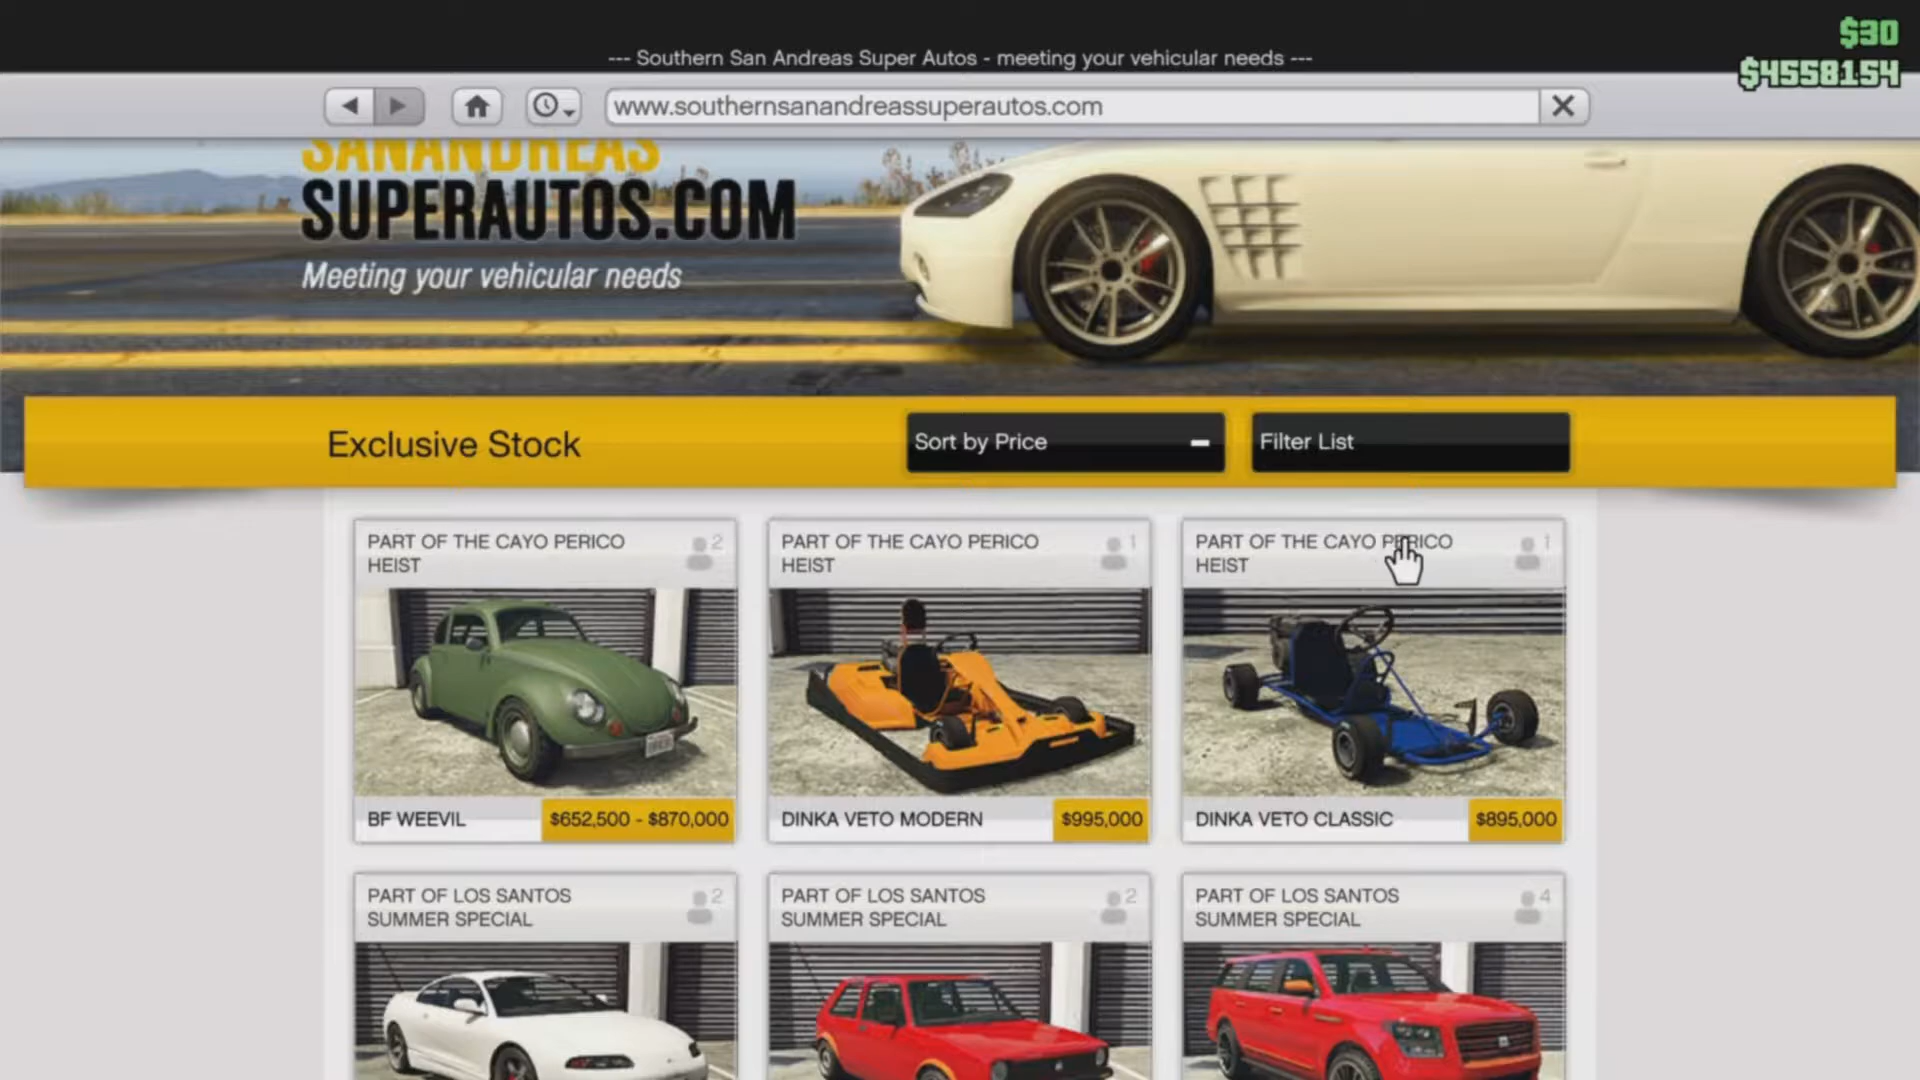 $30
--- Southern San Andreas Super Autos - meeting your vehicular needs ---
$4558154
www.southernsanandreassuperautos.com
SANANDREAS
SUPERAUTOS.COM
Meeting your vehicular needs
Exclusive Stock
Sort by Price
Filter List
PART OF THE CAYO PERICO
HEIST
2
PART OF THE CAYO PERICO
HEIST
1
PART OF THE CAYO PERICO
HEIST
1
BF WEEVIL
$652,500 - $870,000
DINKA VETO MODERN
$995,000
DINKA VETO CLASSIC
$895,000
PART OF LOS SANTOS
SUMMER SPECIAL
2
PART OF LOS SANTOS
SUMMER SPECIAL
2
PART OF LOS SANTOS
SUMMER SPECIAL
4